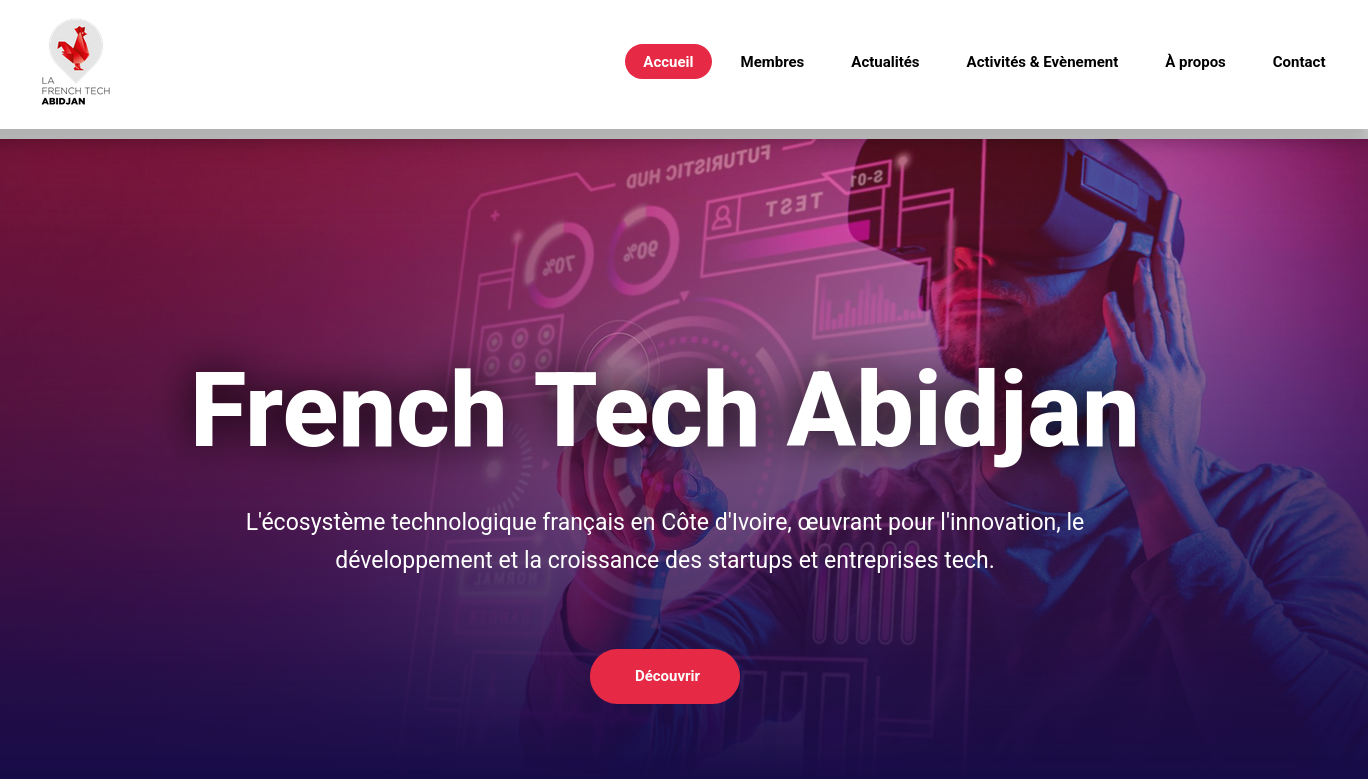 LA
FRENCH TECH
ABIDJAN
Accueil
Membres
Actualités
Activités & Evènement
À propos
Contact
FUTURISTIC HUD
S-01
TEST
90%
70%
French Tech Abidjan
L'écosystème technologique français en Côte d'Ivoire, œuvrant pour l'innovation, le
développement et la croissance des startups et entreprises tech.
NORMAL
Découvrir